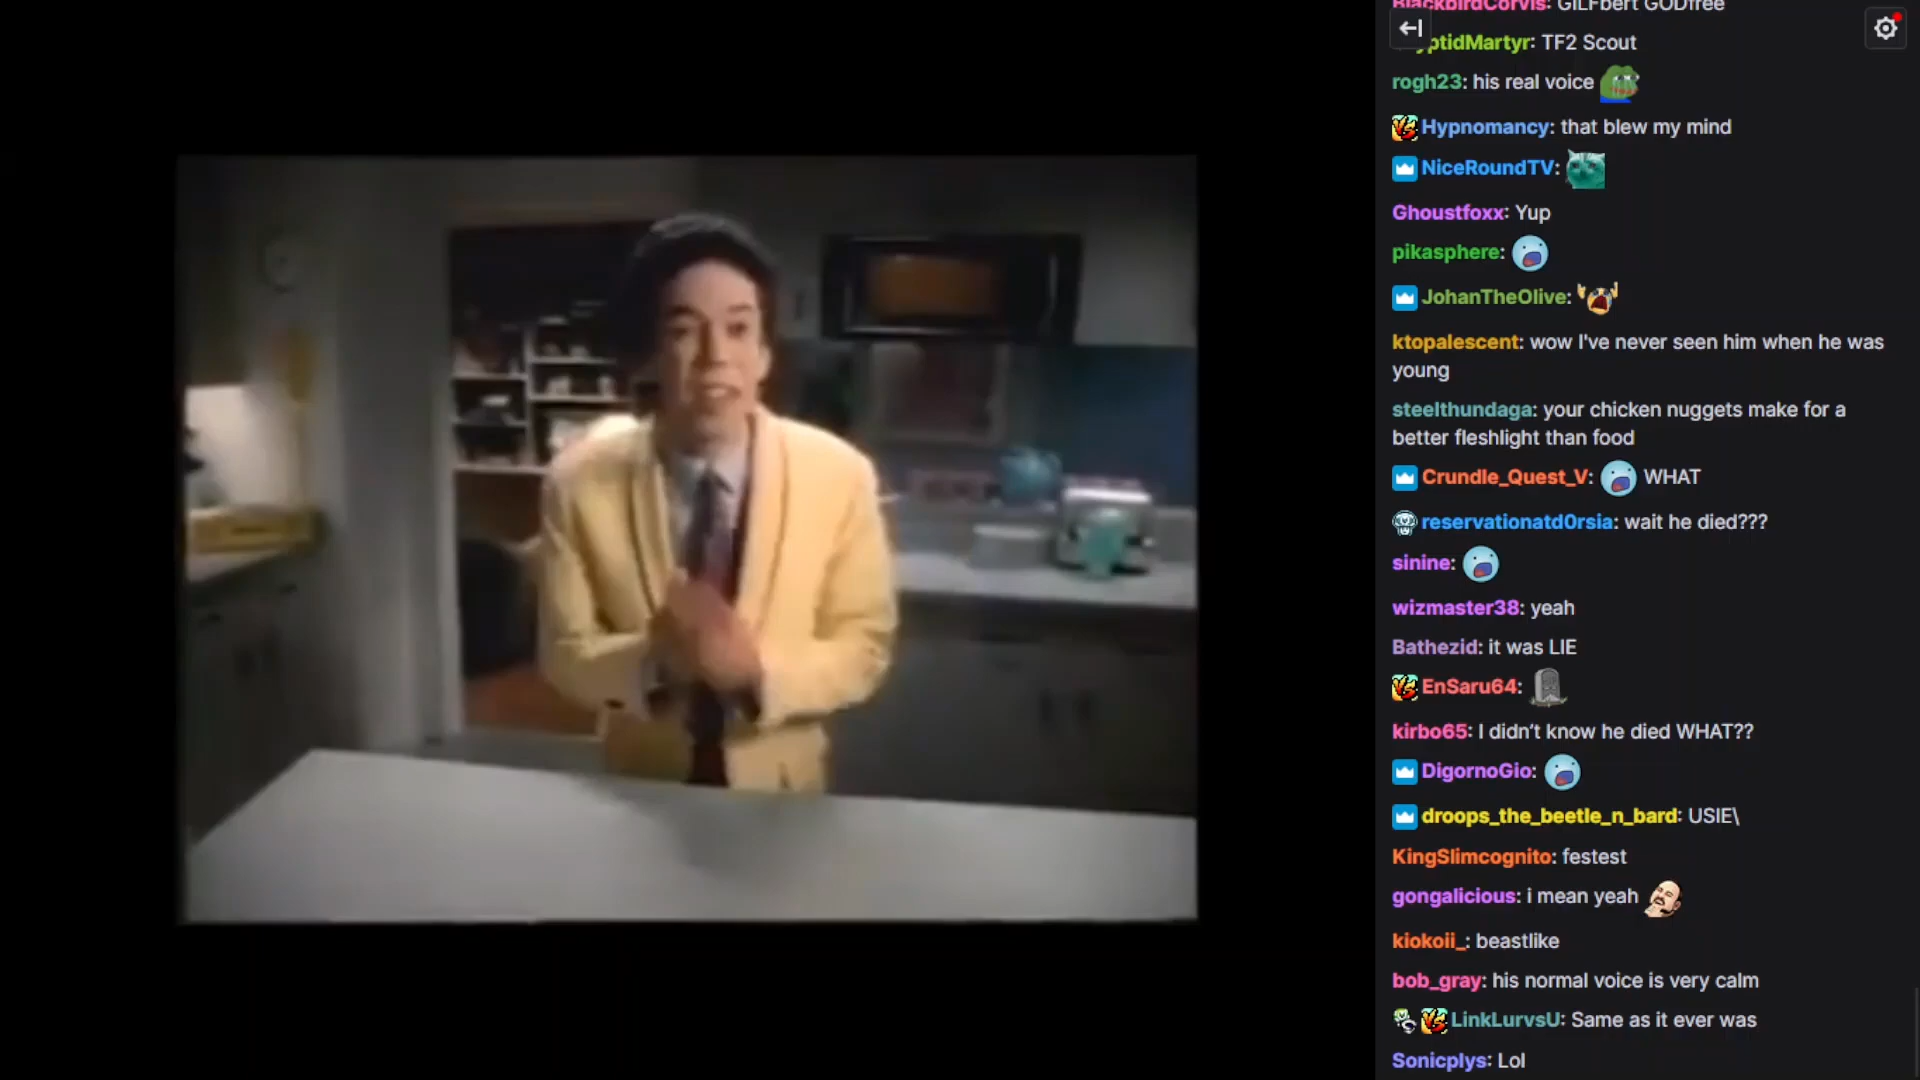 BlackbirdCorvis: GILFbert GODfree
yptidMartyr: TF2 Scout
rogh23: his real voice
Hypnomancy: that blew my mind
NiceRoundTV:
Ghoustfoxx: Yup
pikasphere:
JohanTheOlive:
ktopalescent: wow I've never seen him when he was
young
steelthundaga: your chicken nuggets make for a
better fleshlight than food
Crundle_Quest_V: WHAT
reservationatd0rsia: wait he died???
sinine:
wizmaster38: yeah
Bathezid: it was LIE
EnSaru64:
kirbo65: I didn’t know he died WHAT??
DigornoGio:
droops_the_beetle_n_bard: USIE\
KingSlimcognito: festest
gongalicious: i mean yeah
kiokoii_: beastlike
bob_gray: his normal voice is very calm
LinkLurvsU: Same as it ever was
Sonicplys: Lol